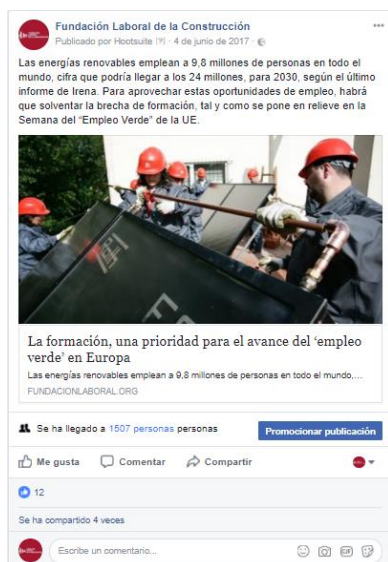 Fundación Laboral de la Construcción
Publicado por Hootsuite [?] · 4 de junio de 2017 ·
Las energías renovables emplean a 9,8 millones de personas en todo el
mundo, cifra que podría llegar a los 24 millones, para 2030, según el último
informe de Irena. Para aprovechar estas oportunidades de empleo, habrá
que solventar la brecha de formación, tal y como se pone en relieve en la
Semana del "Empleo Verde" de la UE.
La formación, una prioridad para el avance del ‘empleo
verde’ en Europa
Las energías renovables emplean a 9,8 millones de personas en todo el mundo,...
FUNDACIONLABORAL.ORG
Se ha llegado a 1507 personas personas
Promocionar publicación
Me gusta Comentar Compartir
12
Se ha compartido 4 veces
Escribe un comentario...
GIF